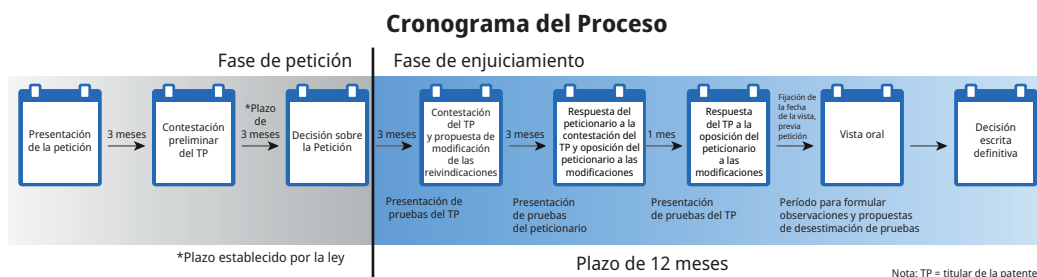 Cronograma del Proceso
Fase de petición
Fase de enjuiciamiento
Presentación
de la petición
3 meses
Contestación
preliminar
del TP
*Plazo
de
3 meses
Decisión sobre
la Petición
3 meses
Contestación
del TP
y propuesta de
modificación
de las
reivindicaciones
3 meses
Respuesta del
peticionario a la
contestación del
TP y oposición del
peticionario a las
modificaciones
1 mes
Respuesta
del TP a la
oposición del
peticionario
a las
modificaciones
Fijación de
la fecha
de la vista,
previa
petición
Vista oral
Decisión
escrita
definitiva
Presentación de
pruebas del TP
Presentación
de pruebas
del peticionario
Presentación
de pruebas del TP
Período para formular
observaciones y propuestas
de desestimación de pruebas
*Plazo establecido por la ley
Plazo de 12 meses
Nota: TP = titular de la patente